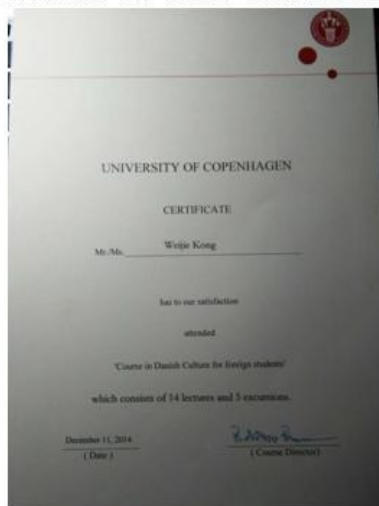 UNIVERSITY OF COPENHAGEN
CERTIFICATE
Mr./Ms. Weijie Kong
has to our satisfaction
attended
'Course in Danish Culture for foreign students'
which consists of 14 lectures and 5 excursions.
December 11, 2014
( Date ) ( Course Director)